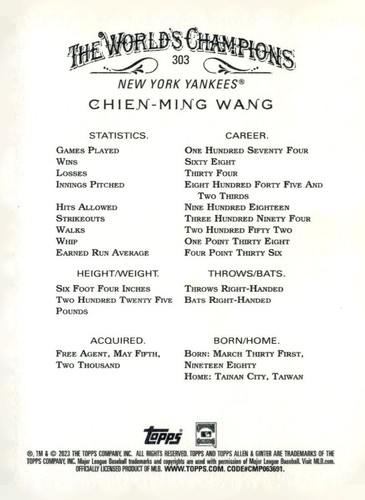 THE WORLD'S CHAMPIONS
303
NEW YORK YANKEES®
CHIEN-MING WANG
STATISTICS. CAREER.
GAMES PLAYED ONE HUNDRED SEVENTY FOUR
WINS SIXTY EIGHT
LOSSES THIRTY FOUR
INNINGS PITCHED EIGHT HUNDRED FORTY FIVE AND
TWO THIRDS
HITS ALLOWED NINE HUNDRED EIGHTEEN
STRIKEOUTS THREE HUNDRED NINETY FOUR
WALKS TWO HUNDRED FIFTY TWO
WHIP ONE POINT THIRTY EIGHT
EARNED RUN AVERAGE FOUR POINT THIRTY SIX
HEIGHT/WEIGHT. THROWS/BATS.
SIX FOOT FOUR INCHES THROWS RIGHT-HANDED
TWO HUNDRED TWENTY FIVE BATS RIGHT-HANDED
POUNDS
ACQUIRED. BORN/HOME.
FREE AGENT, MAY FIFTH, BORN: MARCH THIRTY FIRST,
TWO THOUSAND NINETEEN EIGHTY
HOME: TAINAN CITY, TAIWAN
topps
®, TM & © 2023 THE TOPPS COMPANY, INC. ALL RIGHTS RESERVED. TOPPS AND TOPPS ALLEN & GINTER ARE TRADEMARKS OF THE
TOPPS COMPANY, INC. Major League Baseball trademarks and copyrights are used with permission of Major League Baseball. Visit MLB.com.
OFFICIALLY LICENSED PRODUCT OF MLB. WWW.TOPPS.COM. CODE#CMP063691.